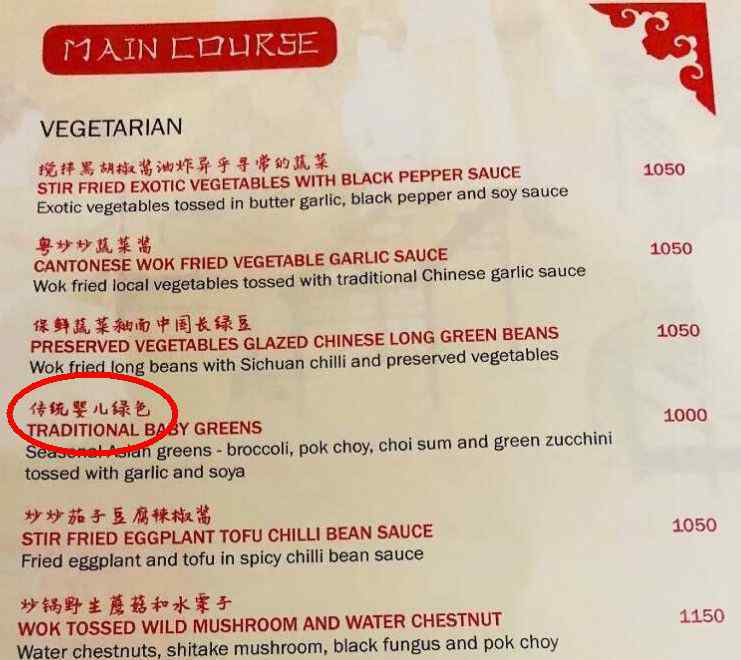 MAIN COURSE
VEGETARIAN
搅拌黑胡椒酱油炸异乎寻常的蔬菜
STIR FRIED EXOTIC VEGETABLES WITH BLACK PEPPER SAUCE 1050
Exotic vegetables tossed in butter garlic, black pepper and soy sauce
粤炒炒蔬菜酱
CANTONESE WOK FRIED VEGETABLE GARLIC SAUCE 1050
Wok fried local vegetables tossed with traditional Chinese garlic sauce
保鲜蔬菜釉面中国长绿豆
PRESERVED VEGETABLES GLAZED CHINESE LONG GREEN BEANS 1050
Wok fried long beans with Sichuan chilli and preserved vegetables
传统婴儿绿色
TRADITIONAL BABY GREENS 1000
Seasonal Asian greens - broccoli, pok choy, choi sum and green zucchini
tossed with garlic and soya
炒炒茄子豆腐辣椒酱
STIR FRIED EGGPLANT TOFU CHILLI BEAN SAUCE 1050
Fried eggplant and tofu in spicy chilli bean sauce
炒锅野生蘑菇和水栗子
WOK TOSSED WILD MUSHROOM AND WATER CHESTNUT 1150
Water chestnuts, shitake mushroom, black fungus and pok choy